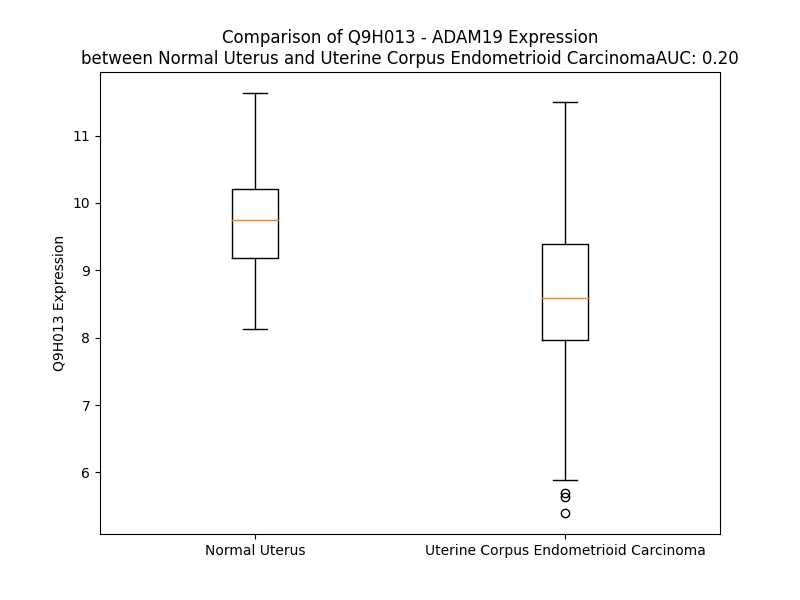 Comparison of Q9H013 - ADAM19 Expression
between Normal Uterus and Uterine Corpus Endometrioid CarcinomaAUC: 0.20
11
10
9
8
7
6
Q9H013 Expression
Normal Uterus
Uterine Corpus Endometrioid Carcinoma